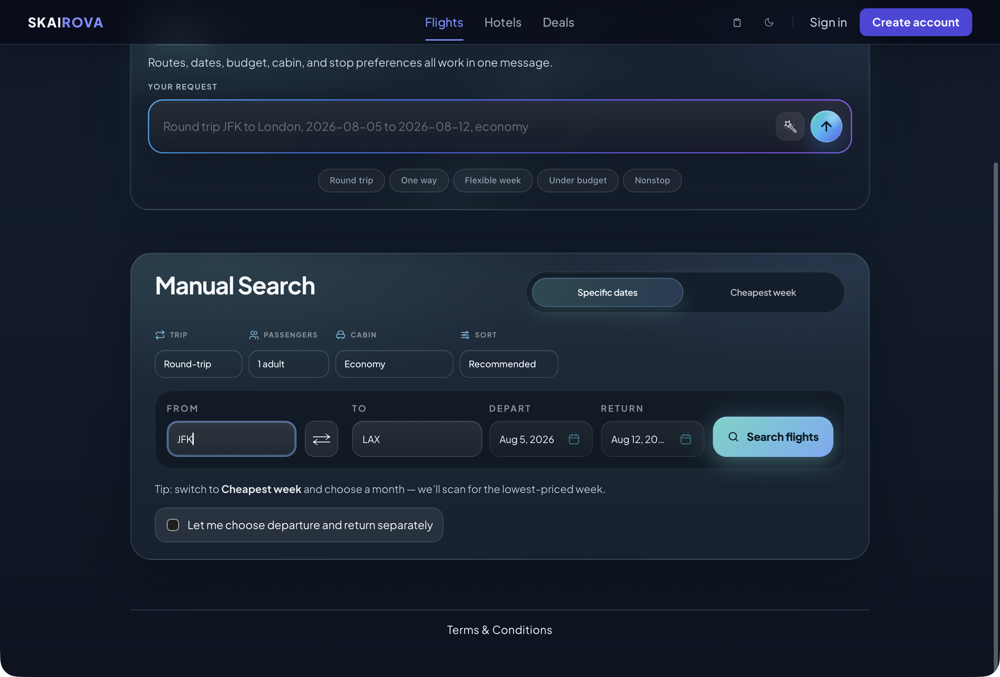 SKAIROVA Flights Hotels Deals Sign in Create account
Routes, dates, budget, cabin, and stop preferences all work in one message.
YOUR REQUEST
Round trip JFK to London, 2026-08-05 to 2026-08-12, economy
Round trip One way Flexible week Under budget Nonstop
Manual Search Specific dates Cheapest week
TRIP PASSENGERS CABIN SORT
Round-trip 1 adult Economy Recommended
FROM TO DEPART RETURN
JFK LAX Aug 5, 2026 Aug 12, 20... Search flights
Tip: switch to Cheapest week and choose a month — we'll scan for the lowest-priced week.
Let me choose departure and return separately
Terms & Conditions